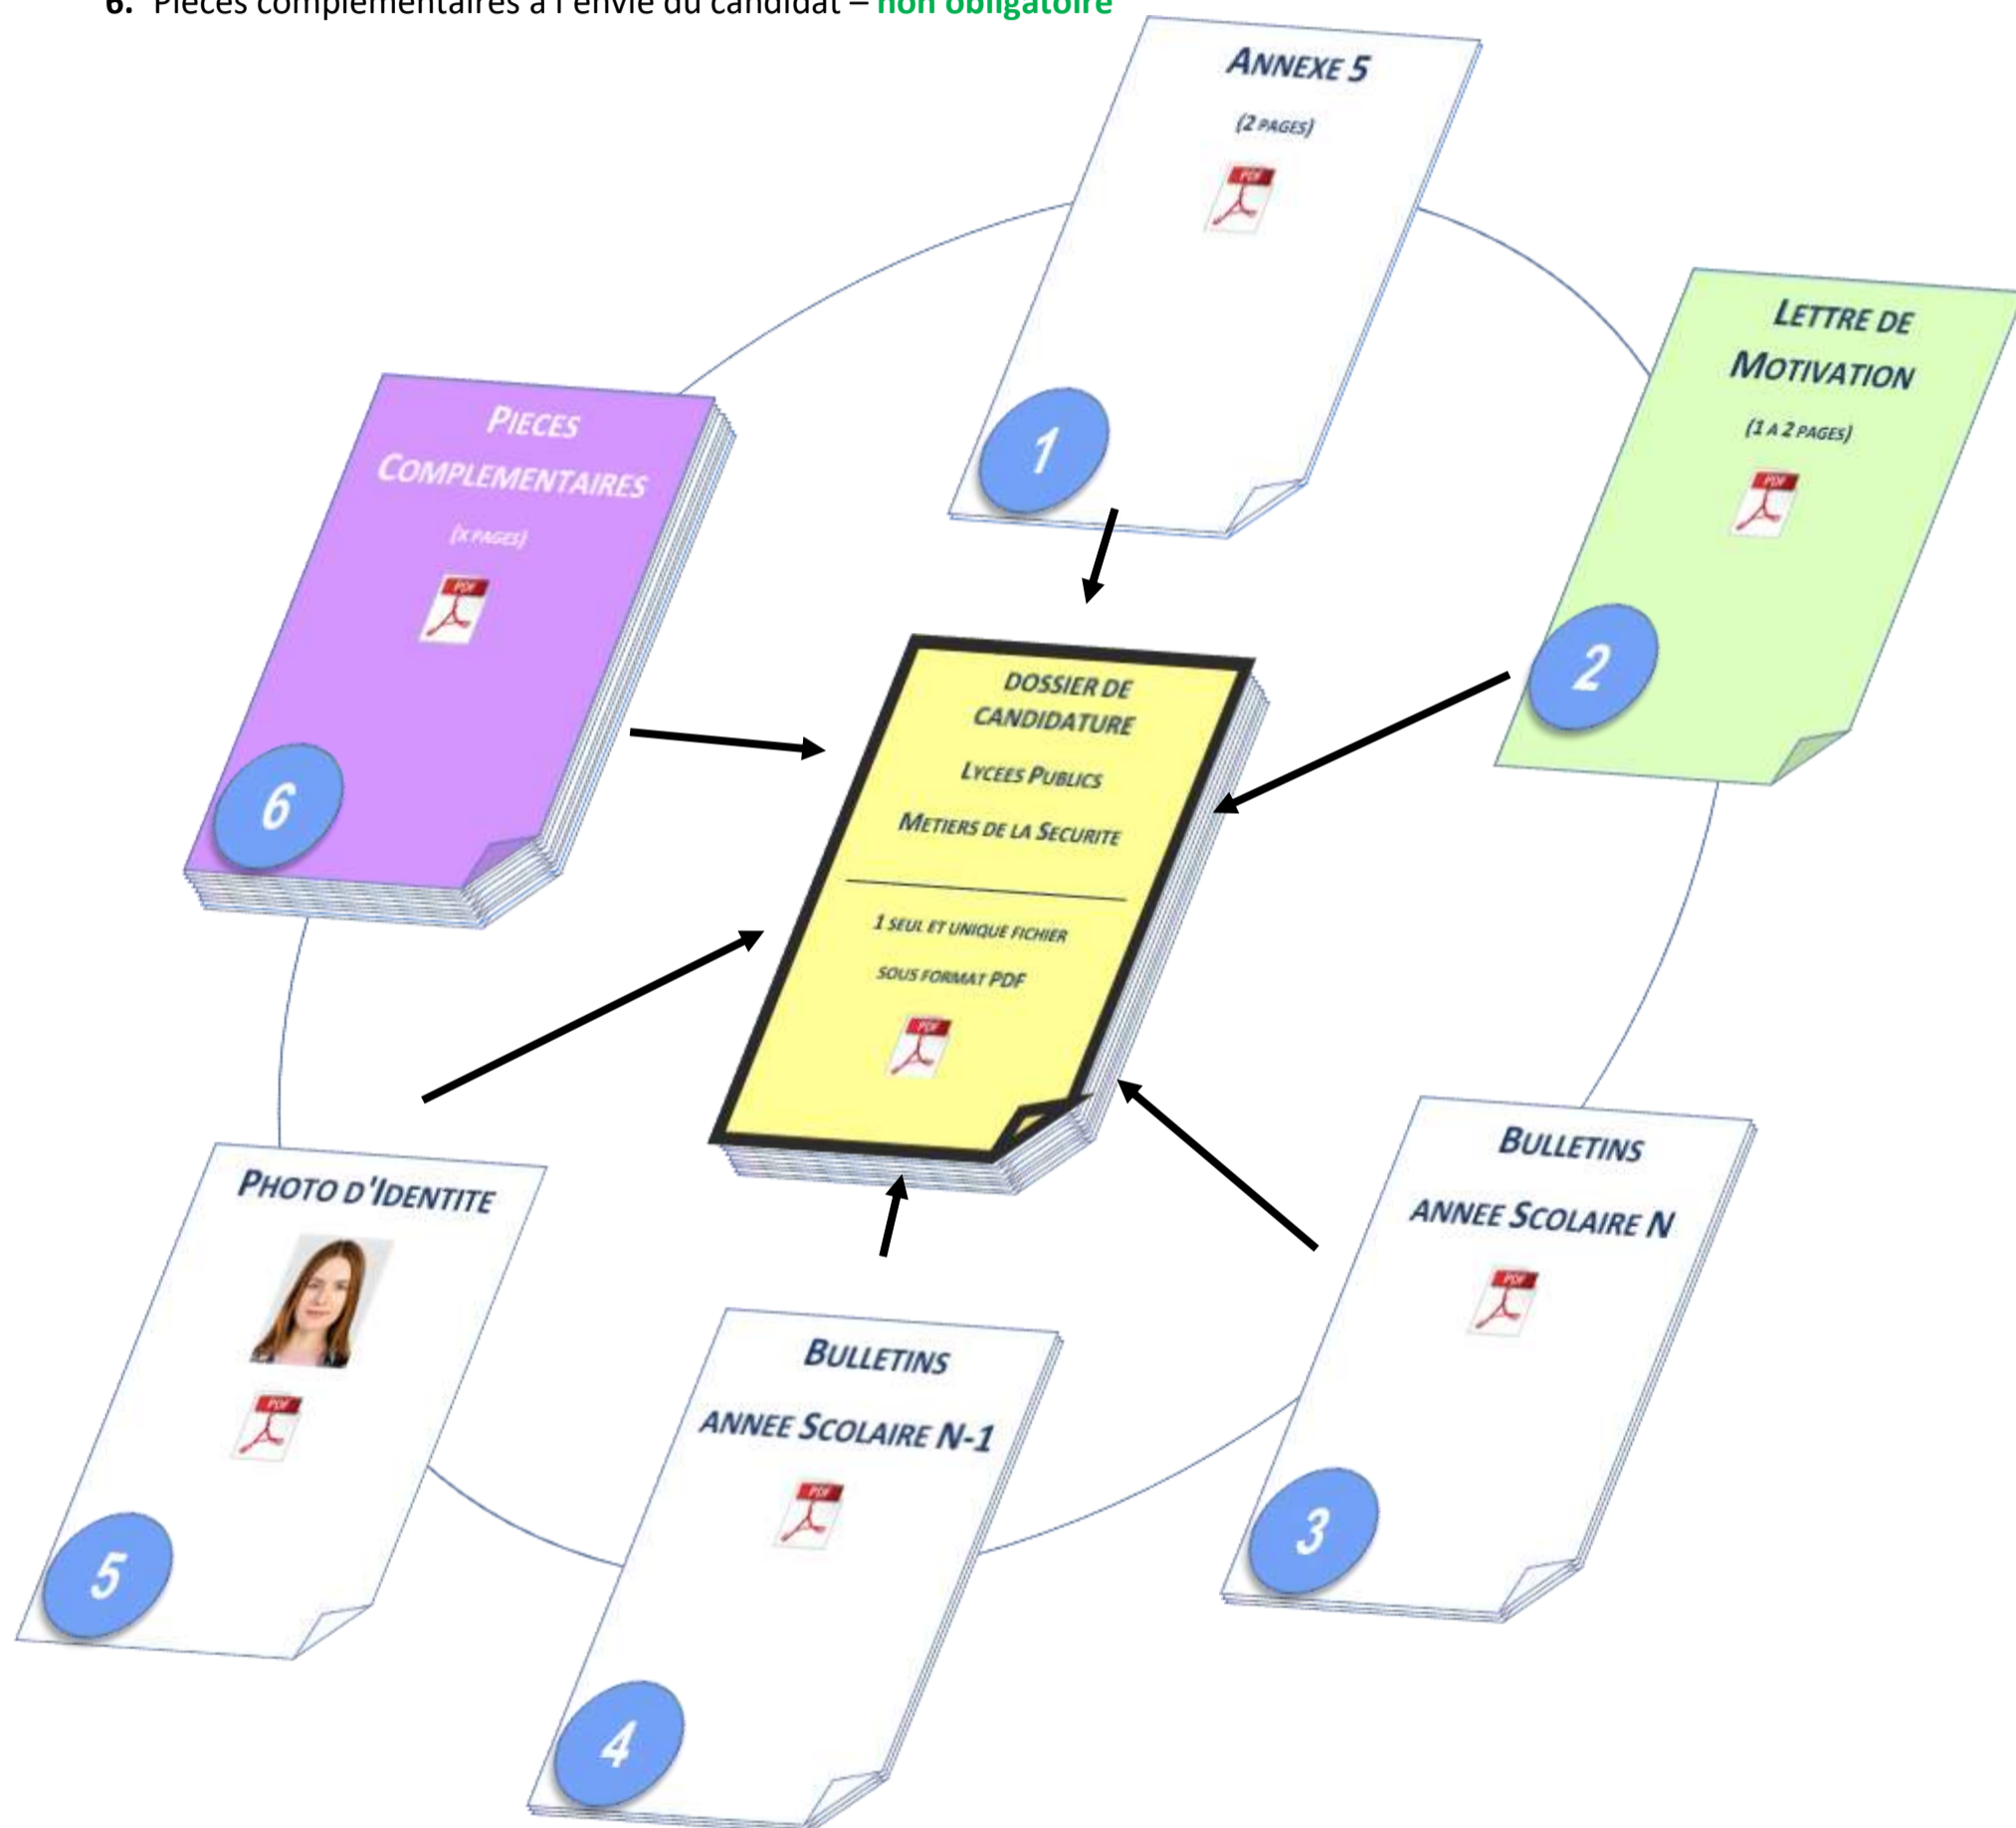 6. Pièces complémentaires à l'envie du candidat – non obligatoire
ANNEXE 5
(2 PAGES)
PDF
1
LETTRE DE
MOTIVATION
(1 A 2 PAGES)
PDF
2
BULLETINS
ANNEE SCOLAIRE N
PDF
3
BULLETINS
ANNEE SCOLAIRE N-1
PDF
4
PHOTO D'IDENTITE
PDF
5
PIECES
COMPLEMENTAIRES
(X PAGES)
PDF
6
DOSSIER DE
CANDIDATURE
LYCEES PUBLICS
METIERS DE LA SECURITE
1 SEUL ET UNIQUE FICHIER
SOUS FORMAT PDF
PDF